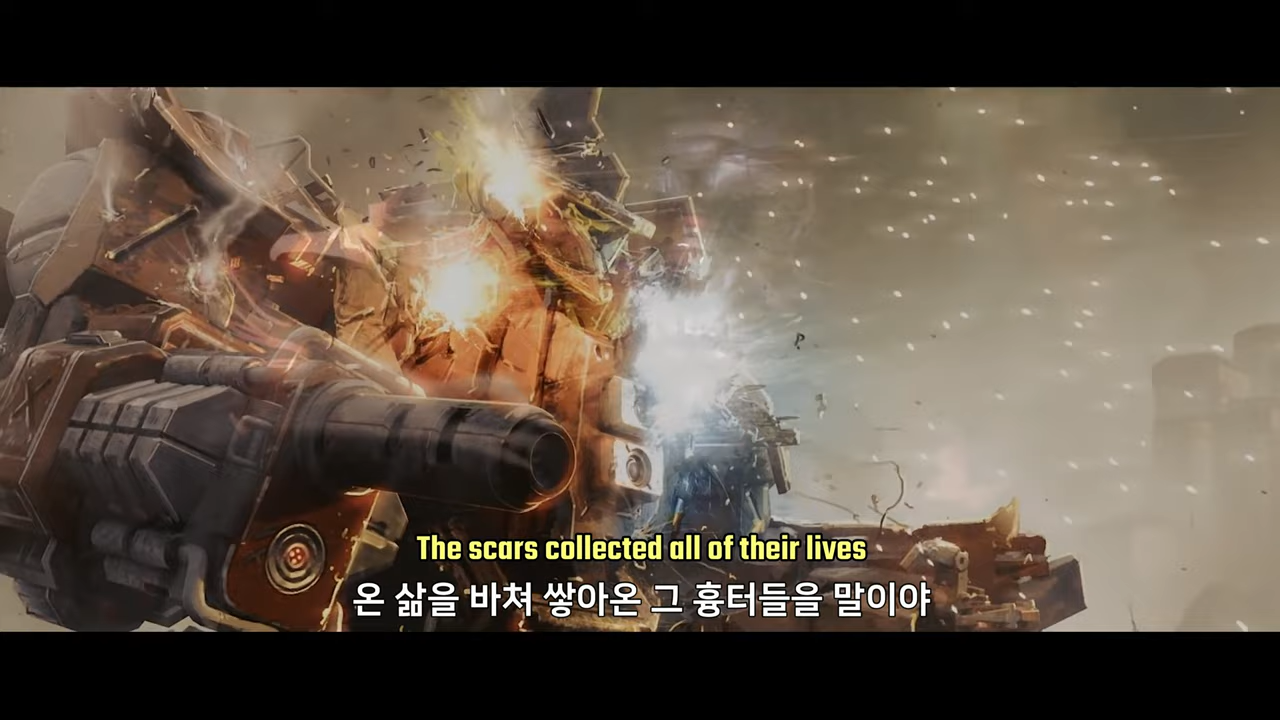 The scars collected all of their lives
온 삶을 바쳐 쌓아온 그 흉터들을 말이야